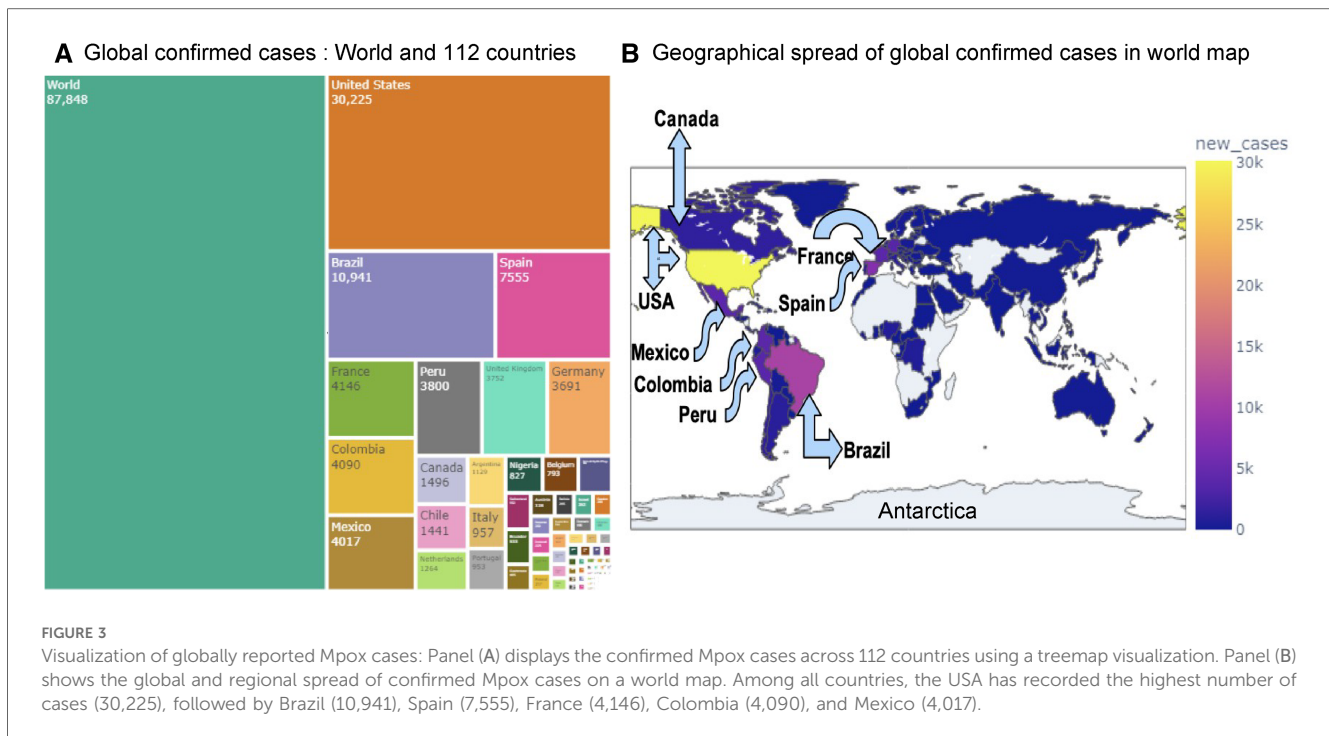 A Global confirmed cases : World and 112 countries
World
87,848
United States
30,225
Brazil
10,941
Spain
7555
France
4146
Peru
3800
United Kingdom
3752
Germany
3691
Colombia
4090
Mexico
4017
Canada
1496
Argentina
1129
Nigeria
827
Belgium
793
Chile
1441
Italy
957
Netherlands
1264
Portugal
953
B Geographical spread of global confirmed cases in world map
Canada
USA
France
Spain
Mexico
Colombia
Peru
Brazil
Antarctica
new_cases
30k
25k
20k
15k
10k
5k
0
FIGURE 3
Visualization of globally reported Mpox cases: Panel (A) displays the confirmed Mpox cases across 112 countries using a treemap visualization. Panel (B)
shows the global and regional spread of confirmed Mpox cases on a world map. Among all countries, the USA has recorded the highest number of
cases (30,225), followed by Brazil (10,941), Spain (7,555), France (4,146), Colombia (4,090), and Mexico (4,017).